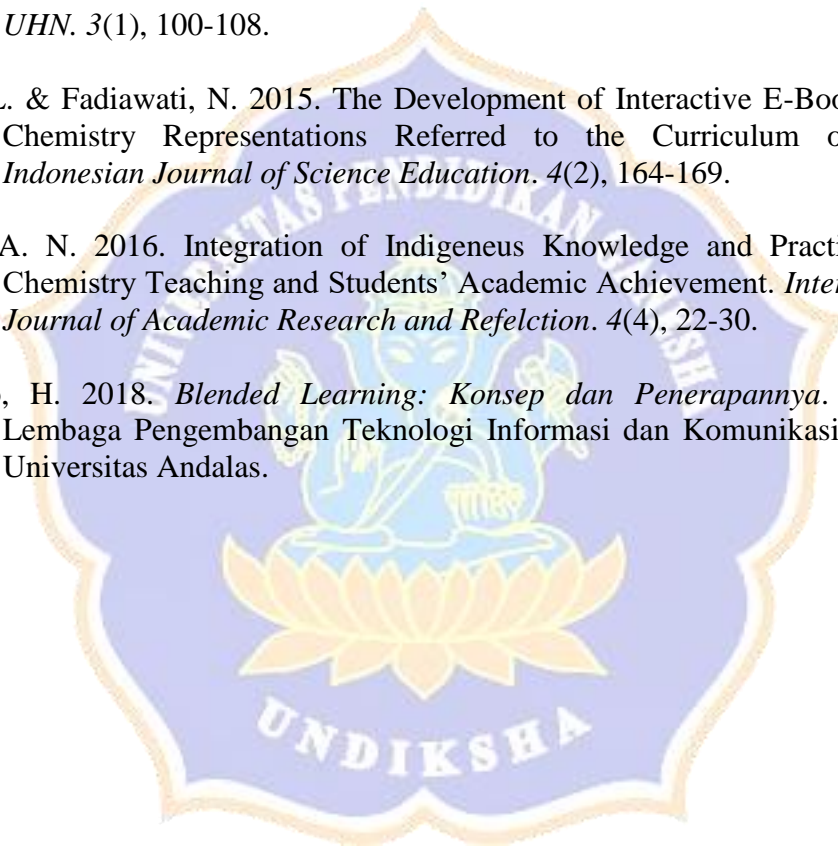 UHN. 3(1), 100-108.
L. & Fadiawati, N. 2015. The Development of Interactive E-Boo
Chemistry Representations Referred to the Curriculum o
Indonesian Journal of Science Education. 4(2), 164-169.
A. N. 2016. Integration of Indigeneus Knowledge and Practi
Chemistry Teaching and Students’ Academic Achievement. Inter
Journal of Academic Research and Refelction. 4(4), 22-30.
, H. 2018. Blended Learning: Konsep dan Penerapannya.
Lembaga Pengembangan Teknologi Informasi dan Komunikasi
Universitas Andalas.
UNIVERSITAS PENDIDIKAN GANESHA
UNDIKSHA